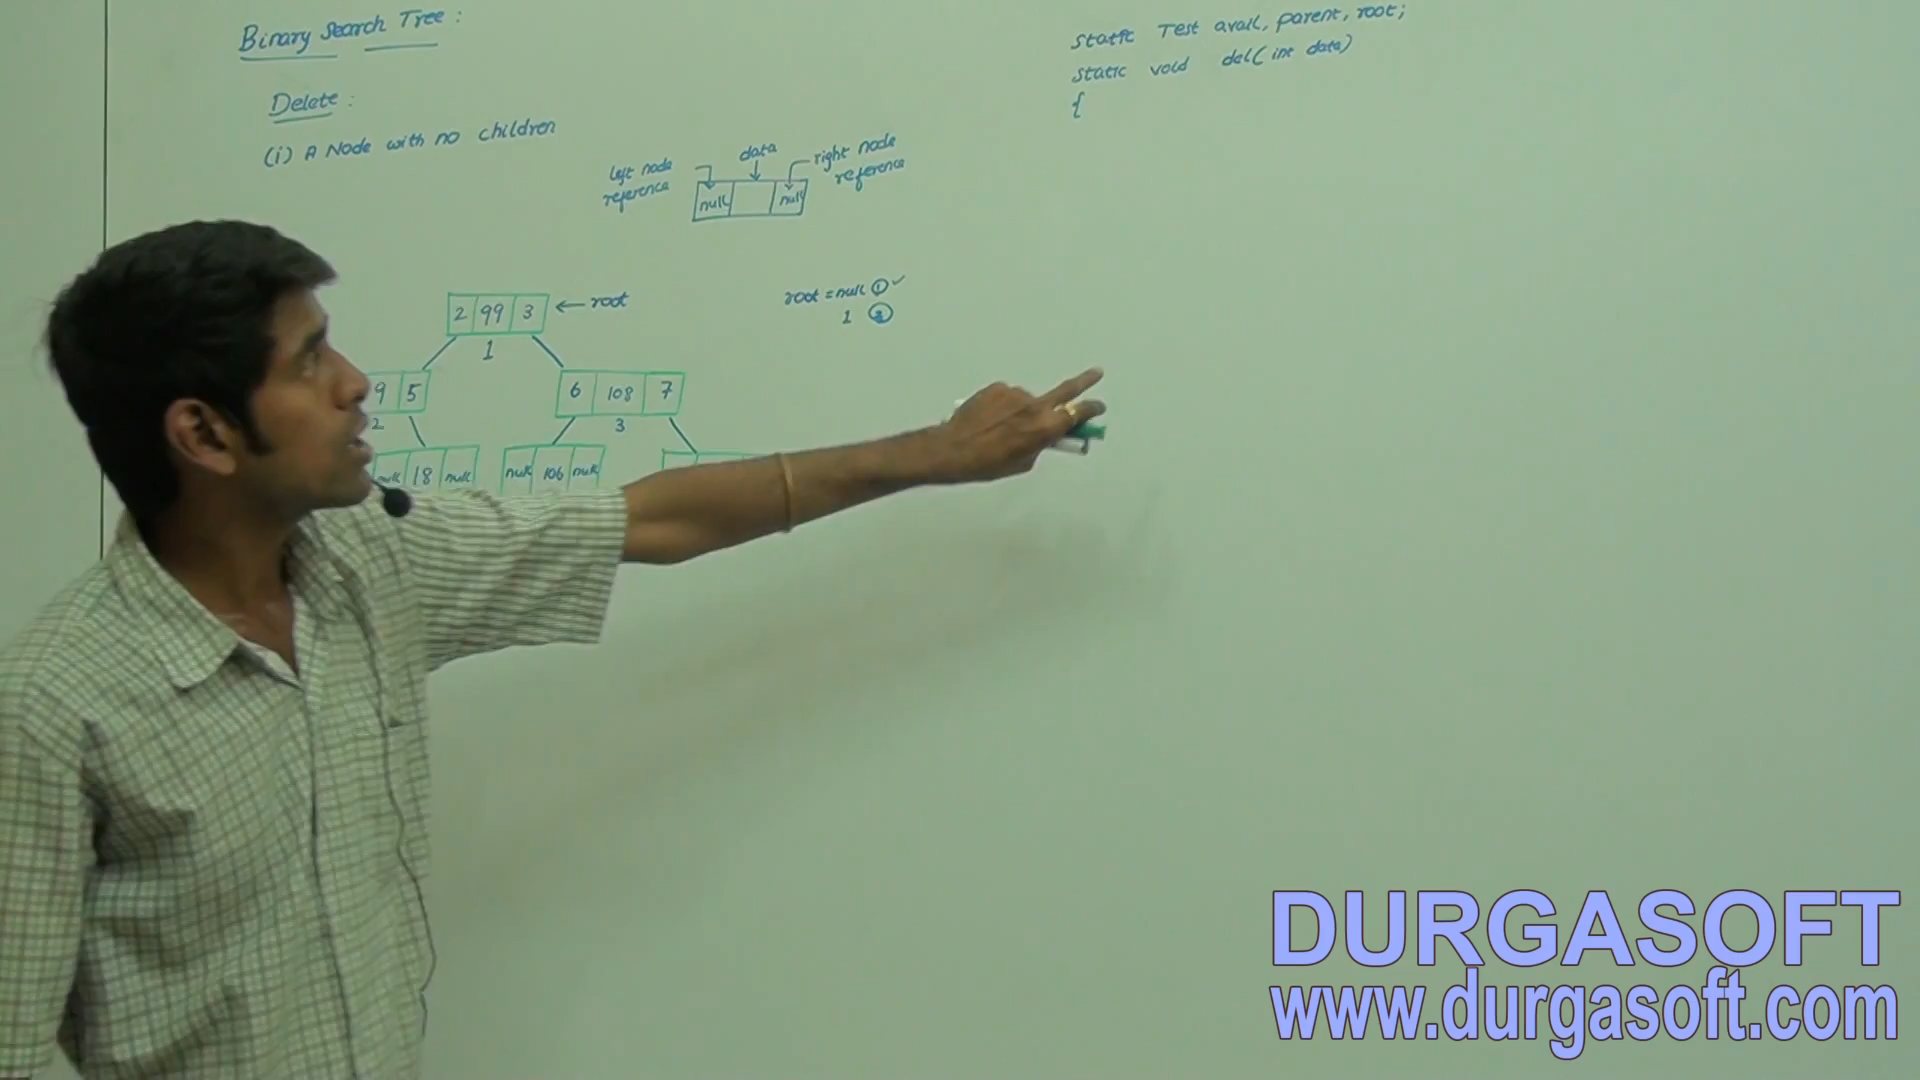 Binary Search Tree :
Delete :
(i) A Node with no children
left node reference
data
right node reference
null null
2 99 3
← root
1
9 5
2
6 108 7
3
null 18 null
null 106 null
root = null ① ✓
1 ②
static Test avail, parent, root;
static void del(int data)
{
DURGASOFT
www.durgasoft.com